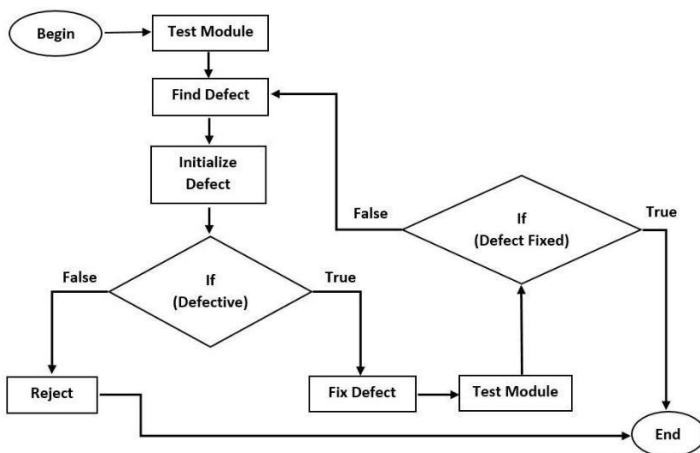 Begin
Test Module
Find Defect
Initialize
Defect
If
(Defective)
False
True
Reject
Fix Defect
Test Module
If
(Defect Fixed)
False
True
End